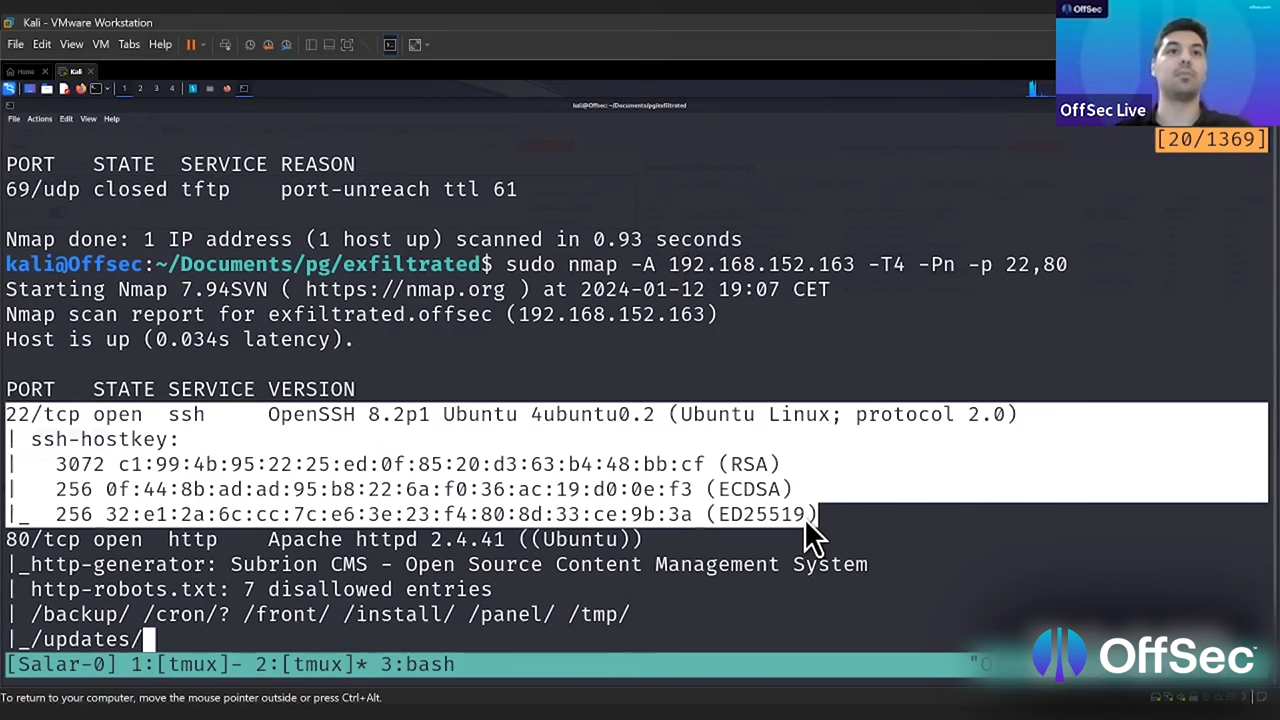 Kali - VMware Workstation
File Edit View VM Tabs Help
Home Kali
1 2 3 4
kali@Offsec: ~/Documents/pg/exfiltrated
File Actions Edit View Help
OffSec
OffSec Live
[20/1369]
PORT STATE SERVICE REASON
69/udp closed tftp port-unreach ttl 61
Nmap done: 1 IP address (1 host up) scanned in 0.93 seconds
kali@Offsec:~/Documents/pg/exfiltrated$ sudo nmap -A 192.168.152.163 -T4 -Pn -p 22,80
Starting Nmap 7.94SVN ( https://nmap.org ) at 2024-01-12 19:07 CET
Nmap scan report for exfiltrated.offsec (192.168.152.163)
Host is up (0.034s latency).
PORT STATE SERVICE VERSION
22/tcp open ssh OpenSSH 8.2p1 Ubuntu 4ubuntu0.2 (Ubuntu Linux; protocol 2.0)
| ssh-hostkey:
| 3072 c1:99:4b:95:22:25:ed:0f:85:20:d3:63:b4:48:bb:cf (RSA)
| 256 0f:44:8b:ad:ad:95:b8:22:6a:f0:36:ac:19:d0:0e:f3 (ECDSA)
|_ 256 32:e1:2a:6c:cc:7c:e6:3e:23:f4:80:8d:33:ce:9b:3a (ED25519)
80/tcp open http Apache httpd 2.4.41 ((Ubuntu))
|_http-generator: Subrion CMS - Open Source Content Management System
| http-robots.txt: 7 disallowed entries
| /backup/ /cron/? /front/ /install/ /panel/ /tmp/
|_/updates/
[Salar-0] 1:[tmux]- 2:[tmux]* 3:bash
OffSec
To return to your computer, move the mouse pointer outside or press Ctrl+Alt.